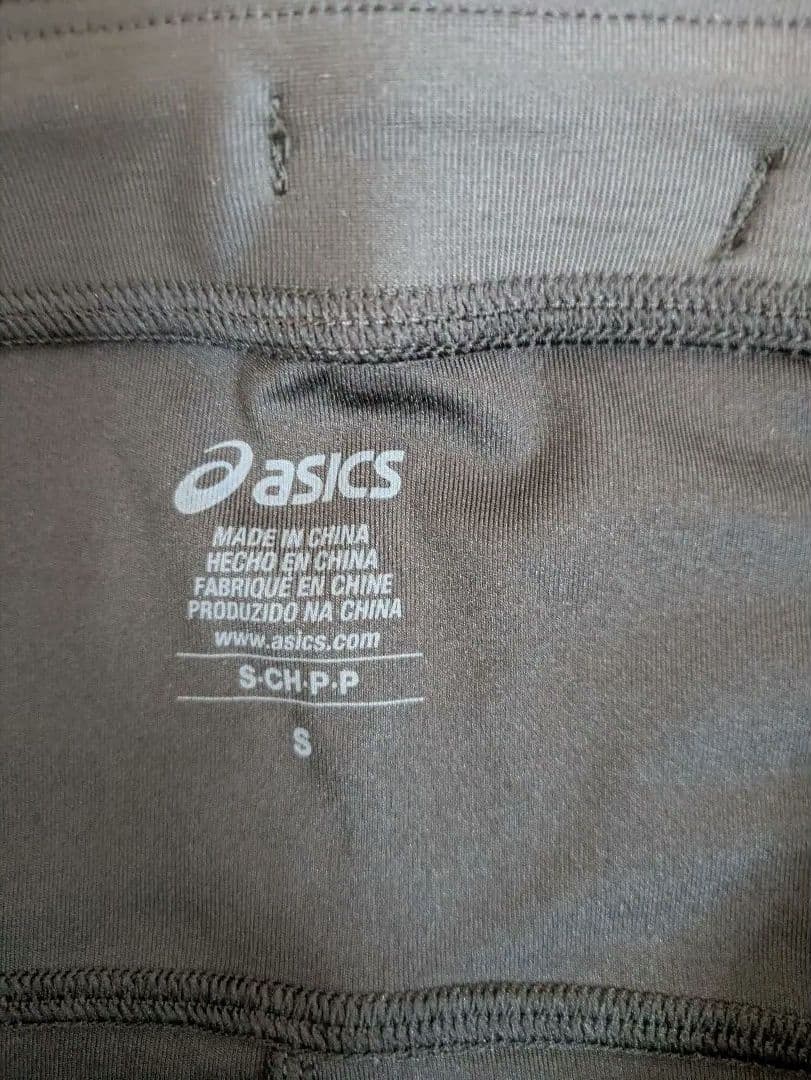 asics
MADE IN CHINA
HECHO EN CHINA
FABRIQUÉ EN CHINE
PRODUZIDO NA CHINA
www.asics.com
S·CH·P·P
S